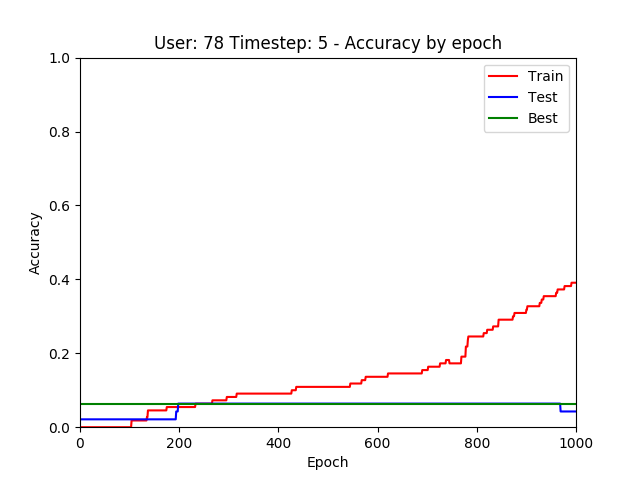 User: 78 Timestep: 5 - Accuracy by epoch
1.0
0.8
0.6
0.4
0.2
0.0
Accuracy
Train
Test
Best
0 200 400 600 800 1000
Epoch